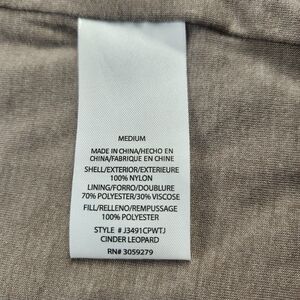 MEDIUM
MADE IN CHINA/HECHO EN
CHINA/FABRIQUE EN CHINE
SHELL/EXTERIOR/EXTERIEURE
100% NYLON
LINING/FORRO/DOUBLURE
70% POLYESTER/30% VISCOSE
FILL/RELLENO/REMPUSSAGE
100% POLYESTER
STYLE # J3491CPWTJ
CINDER LEOPARD
RN# 3059279